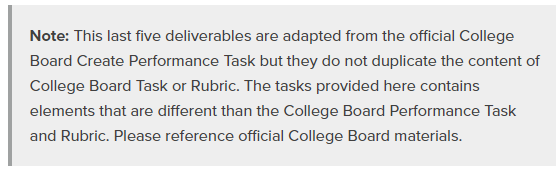 Note: This last five deliverables are adapted from the official College
Board Create Performance Task but they do not duplicate the content of
College Board Task or Rubric. The tasks provided here contains
elements that are different than the College Board Performance Task
and Rubric. Please reference official College Board materials.